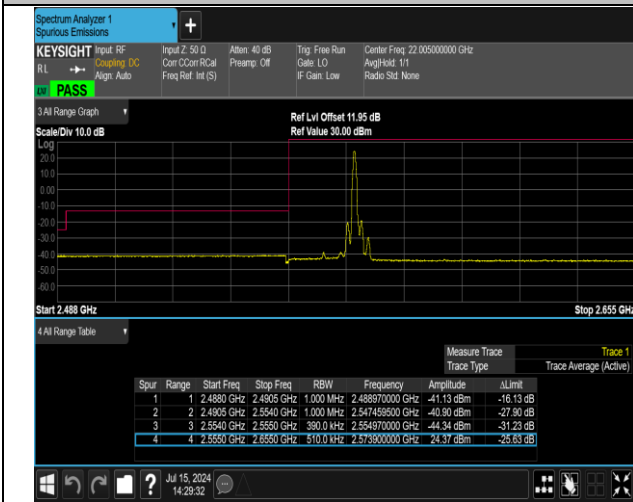 Spectrum Analyzer 1
Spurious Emissions
KEYSIGHT Input: RF Input Z: 50 Ω Atten: 40 dB Trig: Free Run Center Freq: 22.005000000 GHz
RL Coupling: DC Corr CCorr RCal Preamp: Off Gate: LO Avg|Hold: 1/1
Align: Auto Freq Ref: Int (S) IF Gain: Low Radio Std: None
PASS
3 All Range Graph
Ref Lvl Offset 11.95 dB
Scale/Div 10.0 dB Ref Value 30.00 dBm
Log
20.0
10.0
0.00
-10.0
-20.0
-30.0
-40.0
-50.0
-60.0
Start 2.488 GHz Stop 2.655 GHz
4 All Range Table
Measure Trace Trace 1
Trace Type Trace Average (Active)
Spur Range Start Freq Stop Freq RBW Frequency Amplitude ΔLimit
1 1 2.4880 GHz 2.4905 GHz 1.000 MHz 2.488970000 GHz -41.13 dBm -16.13 dB
2 2 2.4905 GHz 2.5540 GHz 1.000 MHz 2.547459500 GHz -40.90 dBm -27.90 dB
3 3 2.5540 GHz 2.5550 GHz 390.0 kHz 2.554970000 GHz -44.34 dBm -31.23 dB
4 4 2.5550 GHz 2.6550 GHz 510.0 kHz 2.573900000 GHz 24.37 dBm -25.63 dB
Jul 15, 2024
14:29:32